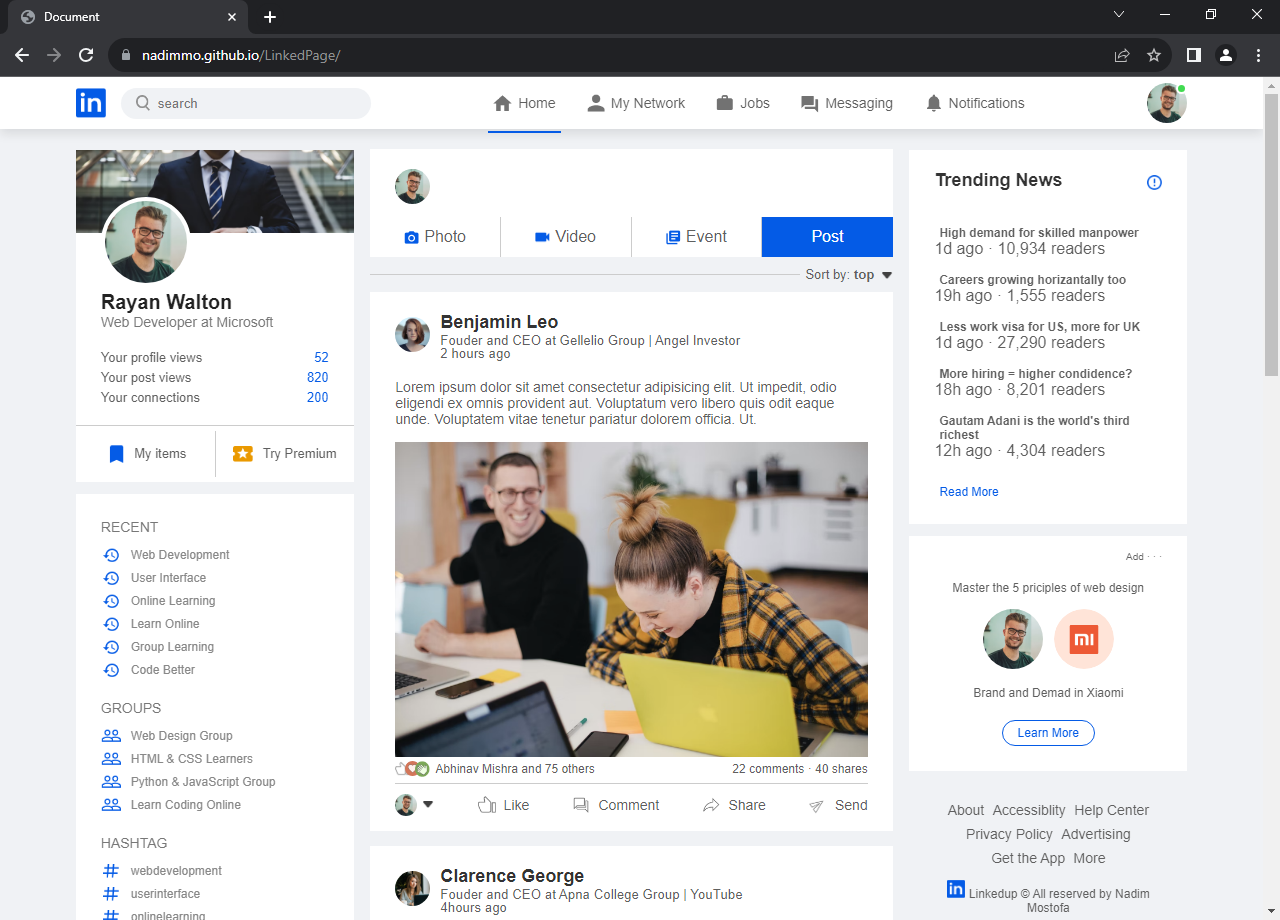 Document
nadimmo.github.io/LinkedPage/
in
search
Home
My Network
Jobs
Messaging
Notifications
Rayan Walton
Web Developer at Microsoft
Your profile views 52
Your post views 820
Your connections 200
My items
Try Premium
RECENT
Web Development
User Interface
Online Learning
Learn Online
Group Learning
Code Better
GROUPS
Web Design Group
HTML & CSS Learners
Python & JavaScript Group
Learn Coding Online
HASHTAG
webdevelopment
userinterface
onlinelearning
Photo
Video
Event
Post
Sort by: top
Benjamin Leo
Fouder and CEO at Gellelio Group | Angel Investor
2 hours ago
Lorem ipsum dolor sit amet consectetur adipisicing elit. Ut impedit, odio
eligendi ex omnis provident aut. Voluptatum vero libero quis odit eaque
unde. Voluptatem vitae tenetur pariatur dolorem officia. Ut.
Abhinav Mishra and 75 others
22 comments · 40 shares
Like
Comment
Share
Send
Clarence George
Fouder and CEO at Apna College Group | YouTube
4hours ago
Trending News
High demand for skilled manpower
1d ago · 10,934 readers
Careers growing horizantally too
19h ago · 1,555 readers
Less work visa for US, more for UK
1d ago · 27,290 readers
More hiring = higher condidence?
18h ago · 8,201 readers
Gautam Adani is the world's third
richest
12h ago · 4,304 readers
Read More
Add · · ·
Master the 5 priciples of web design
mi
Brand and Demad in Xiaomi
Learn More
About Accessiblity Help Center
Privacy Policy Advertising
Get the App More
in Linkedup © All reserved by Nadim
Mostofa